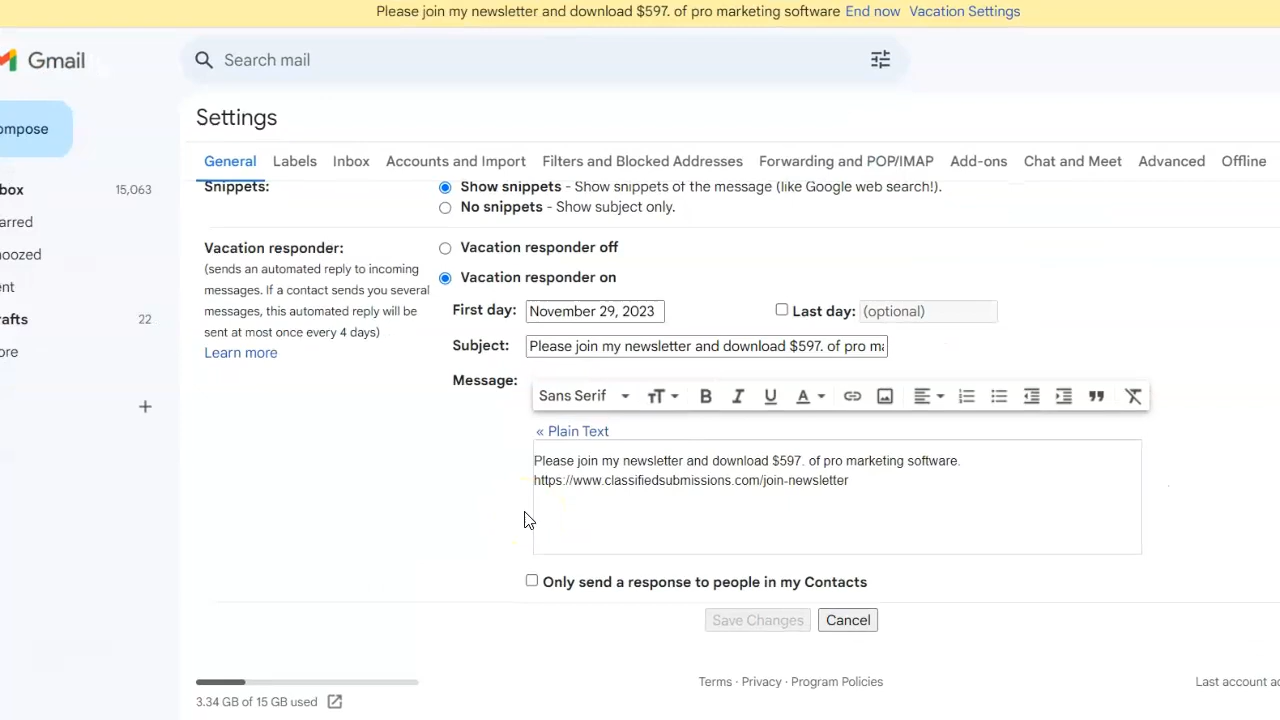 Please join my newsletter and download $597. of pro marketing software End now Vacation Settings
Gmail
Search mail
ompose
box 15,063
arred
noozed
ent
rafts 22
ore
Settings
General Labels Inbox Accounts and Import Filters and Blocked Addresses Forwarding and POP/IMAP Add-ons Chat and Meet Advanced Offline
Snippets:
Show snippets - Show snippets of the message (like Google web search!).
No snippets - Show subject only.
Vacation responder:
(sends an automated reply to incoming
messages. If a contact sends you several
messages, this automated reply will be
sent at most once every 4 days)
Learn more
Vacation responder off
Vacation responder on
First day: November 29, 2023 Last day: (optional)
Subject: Please join my newsletter and download $597. of pro ma
Message:
Sans Serif
« Plain Text
Please join my newsletter and download $597. of pro marketing software.
https://www.classifiedsubmissions.com/join-newsletter
Only send a response to people in my Contacts
Save Changes Cancel
3.34 GB of 15 GB used
Terms · Privacy · Program Policies
Last account ac